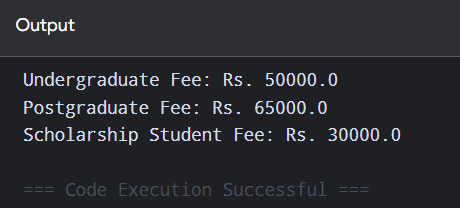 Output
Undergraduate Fee: Rs. 50000.0
Postgraduate Fee: Rs. 65000.0
Scholarship Student Fee: Rs. 30000.0
=== Code Execution Successful ===